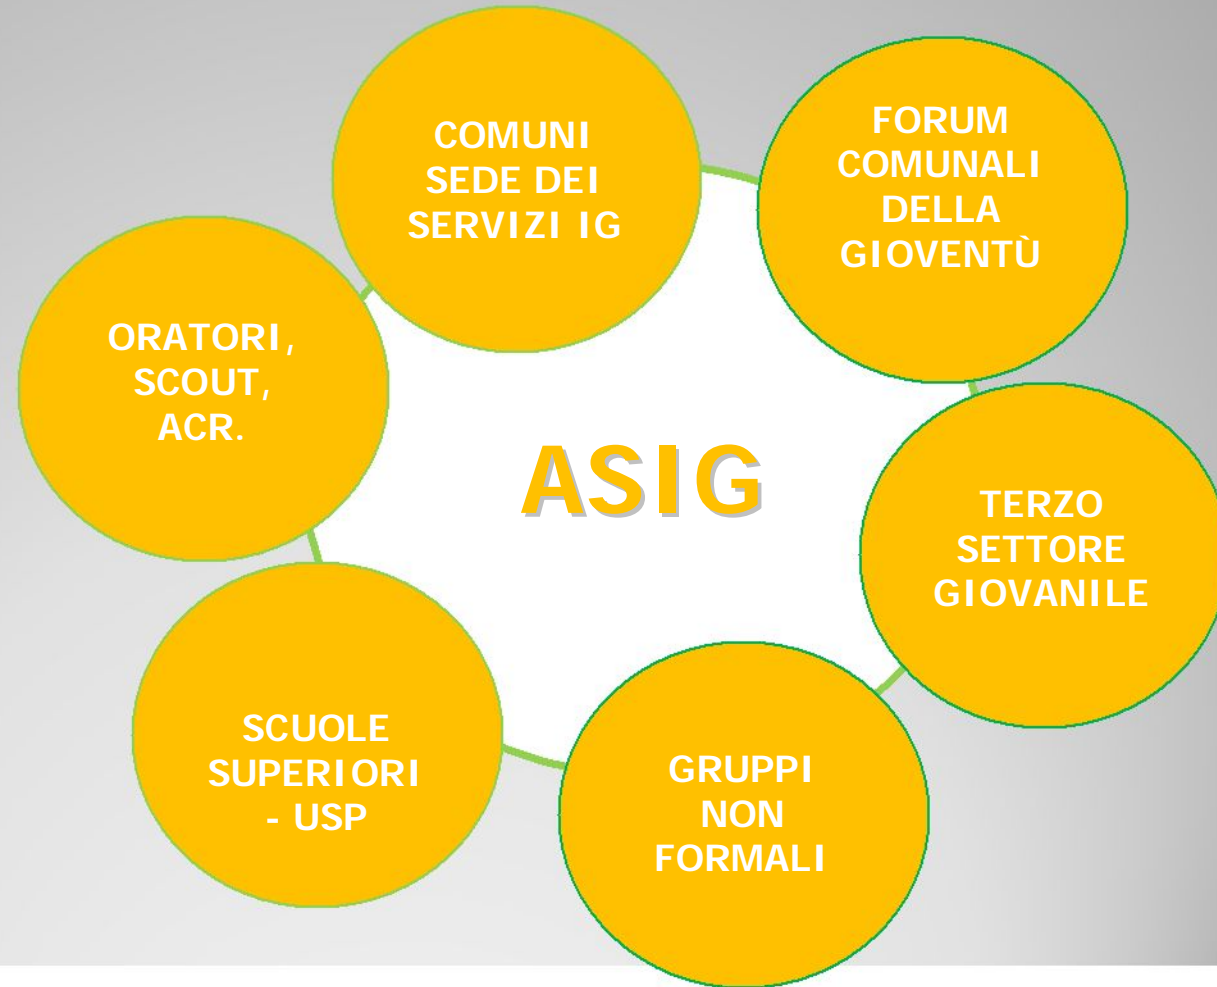 COMUNI
SEDE DEI
SERVIZI IG
FORUM
COMUNALI
DELLA
GIOVENTÙ
ORATORI,
SCOUT,
ACR.
ASIG
TERZO
SETTORE
GIOVANILE
SCUOLE
SUPERIORI
- USP
GRUPPI
NON
FORMALI